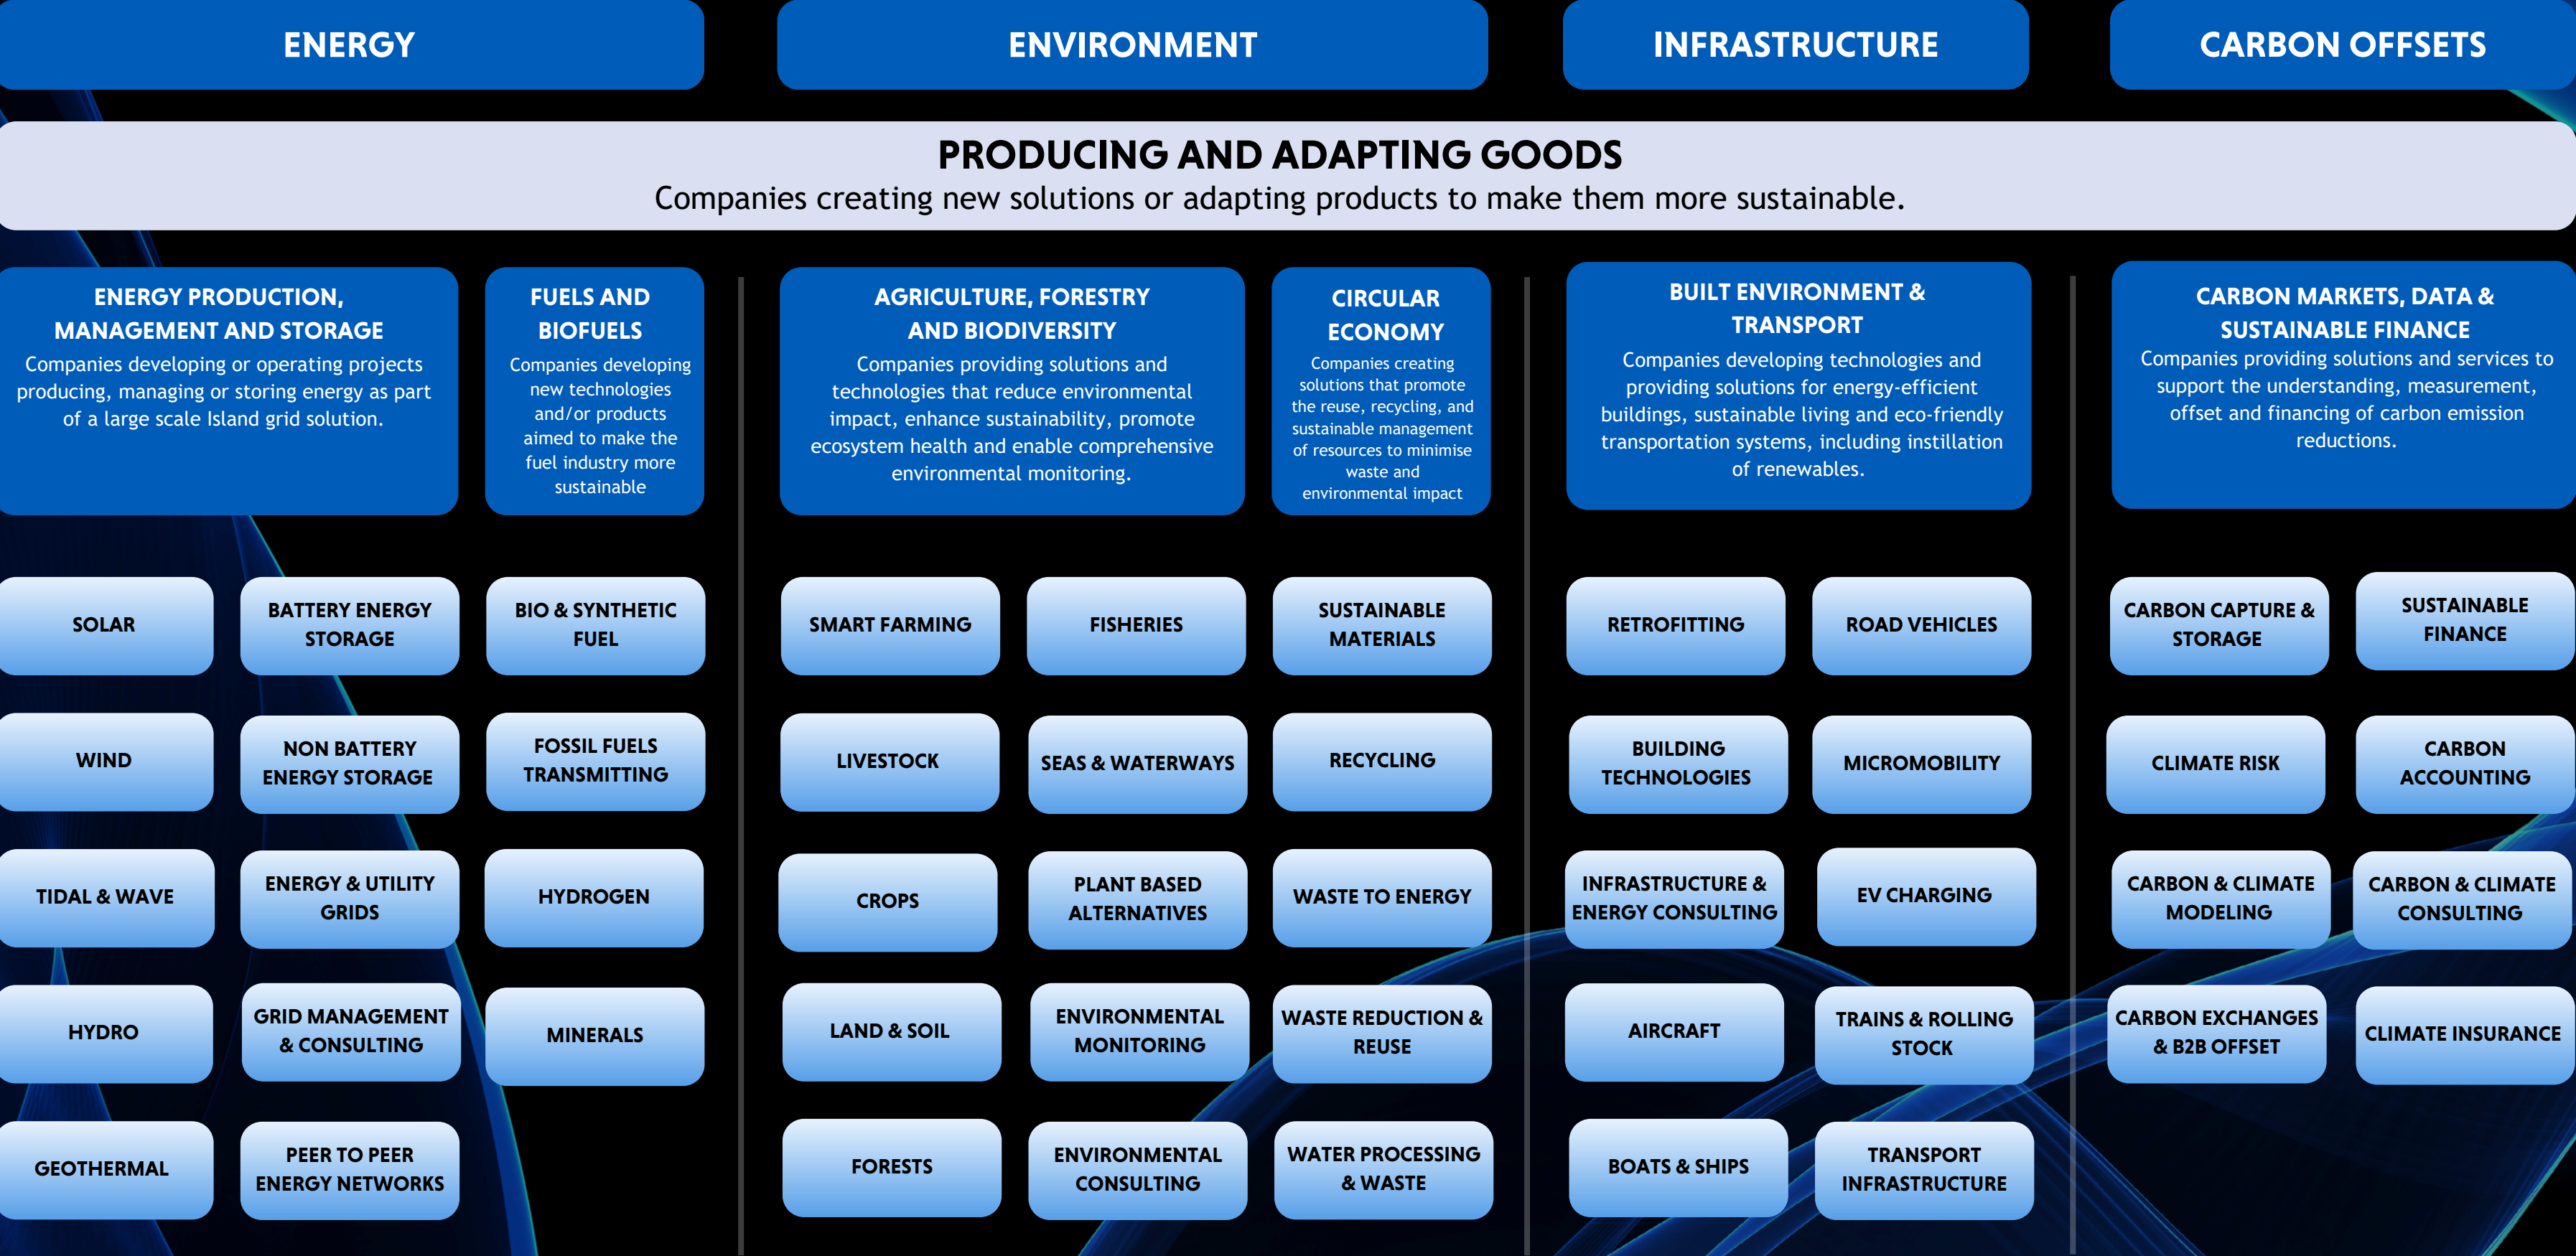 ENERGY
ENVIRONMENT
INFRASTRUCTURE
CARBON OFFSETS
PRODUCING AND ADAPTING GOODS
Companies creating new solutions or adapting products to make them more sustainable.
ENERGY PRODUCTION,
MANAGEMENT AND STORAGE
Companies developing or operating projects
producing, managing or storing energy as part
of a large scale Island grid solution.
FUELS AND
BIOFUELS
Companies developing
new technologies
and/or products
aimed to make the
fuel industry more
sustainable
AGRICULTURE, FORESTRY
AND BIODIVERSITY
Companies providing solutions and
technologies that reduce environmental
impact, enhance sustainability, promote
ecosystem health and enable comprehensive
environmental monitoring.
CIRCULAR
ECONOMY
Companies creating
solutions that promote
the reuse, recycling, and
sustainable management
of resources to minimise
waste and
environmental impact
BUILT ENVIRONMENT &
TRANSPORT
Companies developing technologies and
providing solutions for energy-efficient
buildings, sustainable living and eco-friendly
transportation systems, including instillation
of renewables.
CARBON MARKETS, DATA &
SUSTAINABLE FINANCE
Companies providing solutions and services to
support the understanding, measurement,
offset and financing of carbon emission
reductions.
SOLAR
BATTERY ENERGY
STORAGE
BIO & SYNTHETIC
FUEL
SMART FARMING
FISHERIES
SUSTAINABLE
MATERIALS
RETROFITTING
ROAD VEHICLES
CARBON CAPTURE &
STORAGE
SUSTAINABLE
FINANCE
WIND
NON BATTERY
ENERGY STORAGE
FOSSIL FUELS
TRANSMITTING
LIVESTOCK
SEAS & WATERWAYS
RECYCLING
BUILDING
TECHNOLOGIES
MICROMOBILITY
CLIMATE RISK
CARBON
ACCOUNTING
TIDAL & WAVE
ENERGY & UTILITY
GRIDS
HYDROGEN
CROPS
PLANT BASED
ALTERNATIVES
WASTE TO ENERGY
INFRASTRUCTURE &
ENERGY CONSULTING
EV CHARGING
CARBON & CLIMATE
MODELING
CARBON & CLIMATE
CONSULTING
HYDRO
GRID MANAGEMENT
& CONSULTING
MINERALS
LAND & SOIL
ENVIRONMENTAL
MONITORING
WASTE REDUCTION &
REUSE
AIRCRAFT
TRAINS & ROLLING
STOCK
CARBON EXCHANGES
& B2B OFFSET
CLIMATE INSURANCE
GEOTHERMAL
PEER TO PEER
ENERGY NETWORKS
FORESTS
ENVIRONMENTAL
CONSULTING
WATER PROCESSING
& WASTE
BOATS & SHIPS
TRANSPORT
INFRASTRUCTURE